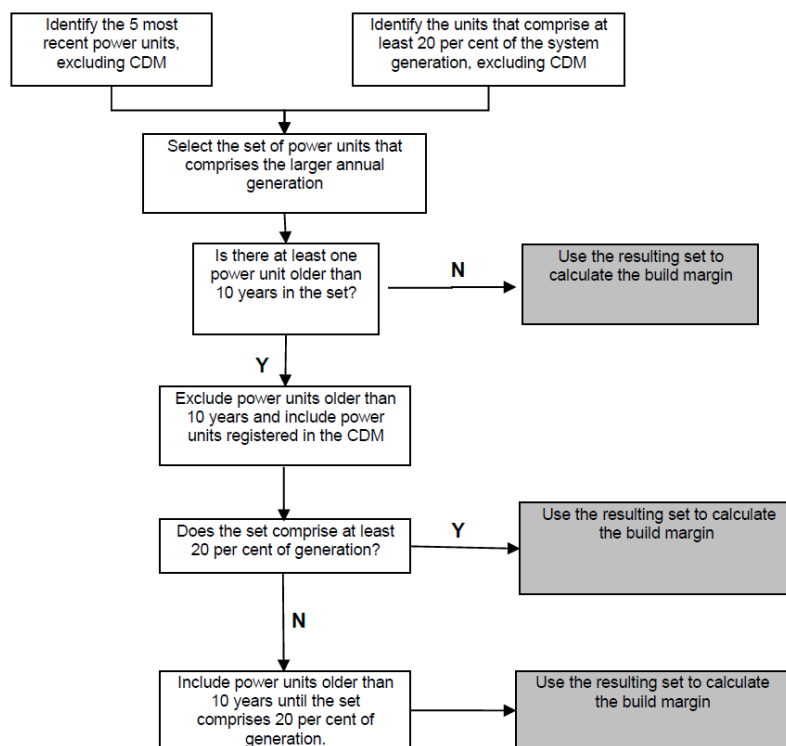 Identify the 5 most
recent power units,
excluding CDM
Identify the units that comprise at
least 20 per cent of the system
generation, excluding CDM
Select the set of power units that
comprises the larger annual
generation
Is there at least one
power unit older than
10 years in the set?
N
Use the resulting set to
calculate the build margin
Y
Exclude power units older than
10 years and include power
units registered in the CDM
Does the set comprise at least
20 per cent of generation?
Y
Use the resulting set to calculate
the build margin
N
Include power units older than
10 years until the set
comprises 20 per cent of
generation.
Use the resulting set to calculate
the build margin